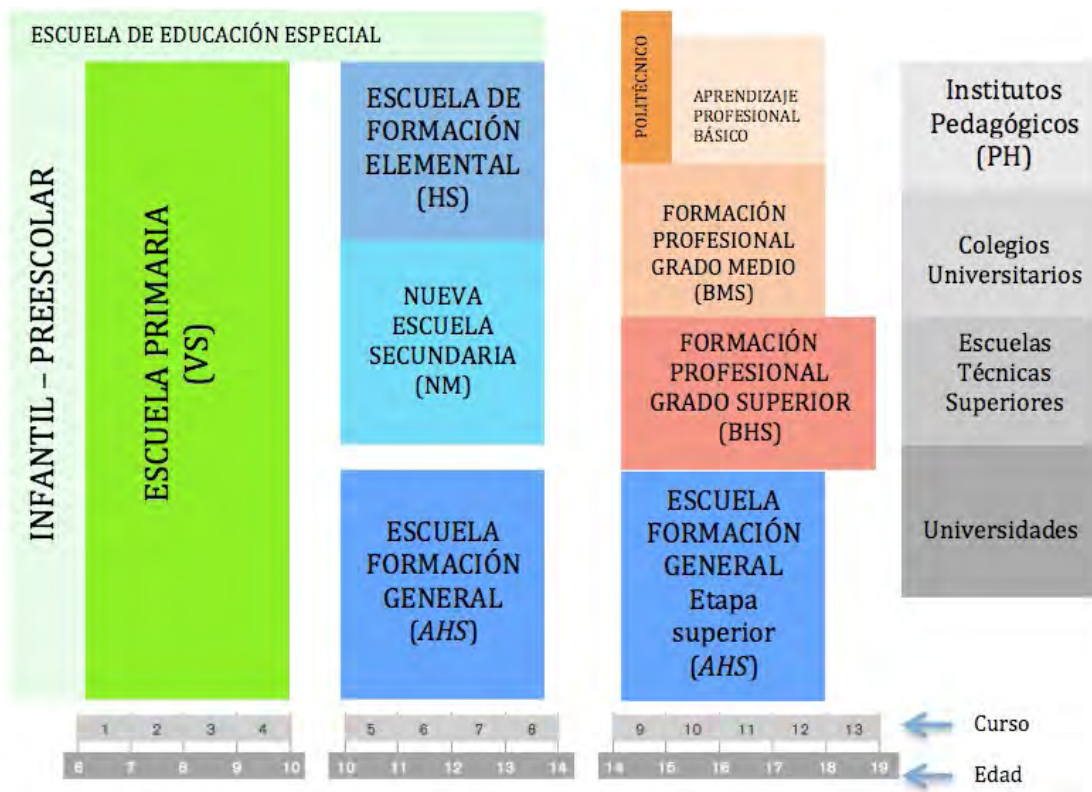 ESCUELA DE EDUCACIÓN ESPECIAL
INFANTIL – PREESCOLAR
ESCUELA PRIMARIA
(VS)
ESCUELA DE
FORMACIÓN
ELEMENTAL
(HS)
NUEVA
ESCUELA
SECUNDARIA
(NM)
ESCUELA
FORMACIÓN
GENERAL
(AHS)
POLITÉCNICO
APRENDIZAJE
PROFESIONAL
BÁSICO
FORMACIÓN
PROFESIONAL
GRADO MEDIO
(BMS)
FORMACIÓN
PROFESIONAL
GRADO SUPERIOR
(BHS)
ESCUELA
FORMACIÓN
GENERAL
Etapa
superior
(AHS)
Institutos
Pedagógicos
(PH)
Colegios
Universitarios
Escuelas
Técnicas
Superiores
Universidades
1 2 3 4 5 6 7 8 9 10 11 12 13 Curso
6 7 8 9 10 10 11 12 13 14 14 15 16 17 18 19 Edad